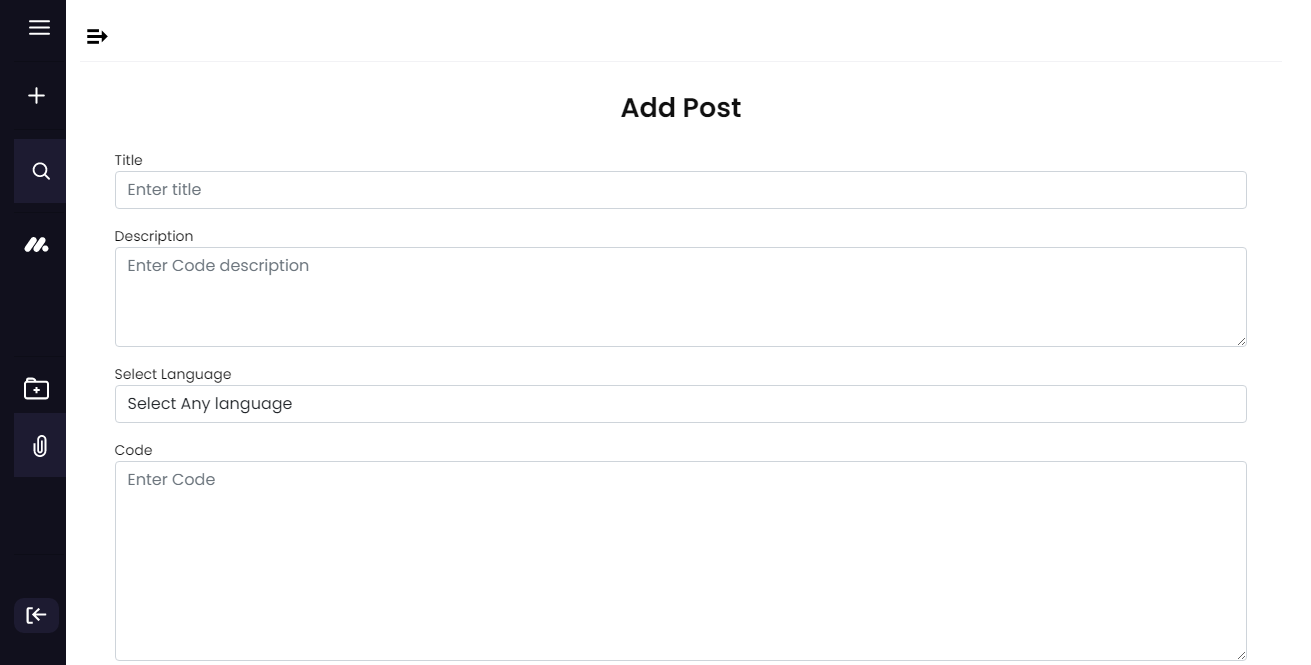 Add Post
Title
Enter title
Description
Enter Code description
Select Language
Select Any language
Code
Enter Code